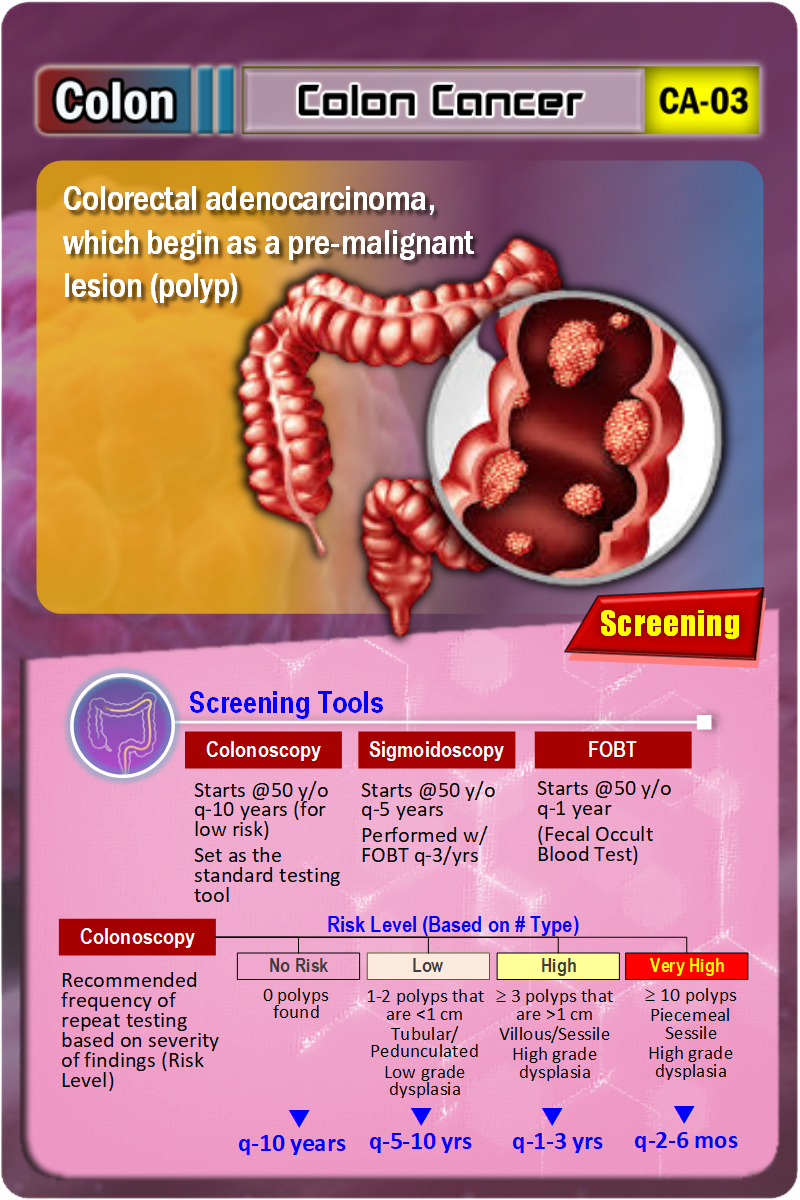 Colon
Colon Cancer
CA-03
Colorectal adenocarcinoma,
which begin as a pre-malignant
lesion (polyp)
Screening
Screening Tools
Colonoscopy
Starts @50 y/o
q-10 years (for
low risk)
Set as the
standard testing
tool
Sigmoidoscopy
Starts @50 y/o
q-5 years
Performed w/
FOBT q-3/yrs
FOBT
Starts @50 y/o
q-1 year
(Fecal Occult
Blood Test)
Colonoscopy
Recommended
frequency of
repeat testing
based on severity
of findings (Risk
Level)
Risk Level (Based on # Type)
No Risk
0 polyps
found
q-10 years
Low
1-2 polyps that
are <1 cm
Tubular/
Pedunculated
Low grade
dysplasia
q-5-10 yrs
High
≥ 3 polyps that
are >1 cm
Villous/Sessile
High grade
dysplasia
q-1-3 yrs
Very High
≥ 10 polyps
Piecemeal
Sessile
High grade
dysplasia
q-2-6 mos